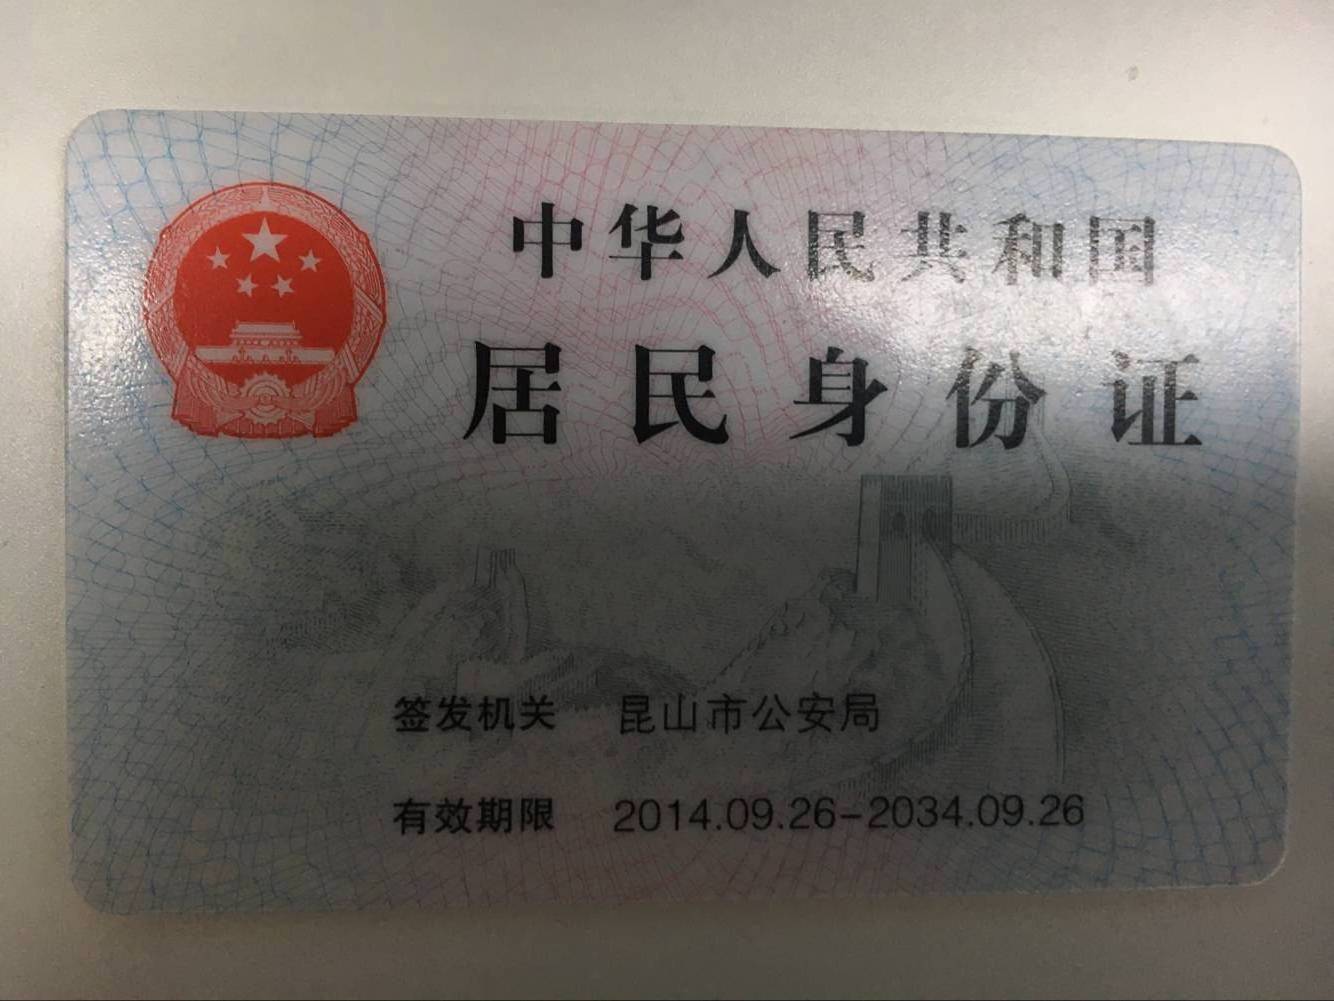 中华人民共和国
居民身份证
签发机关 昆山市公安局
有效期限 2014.09.26-2034.09.26